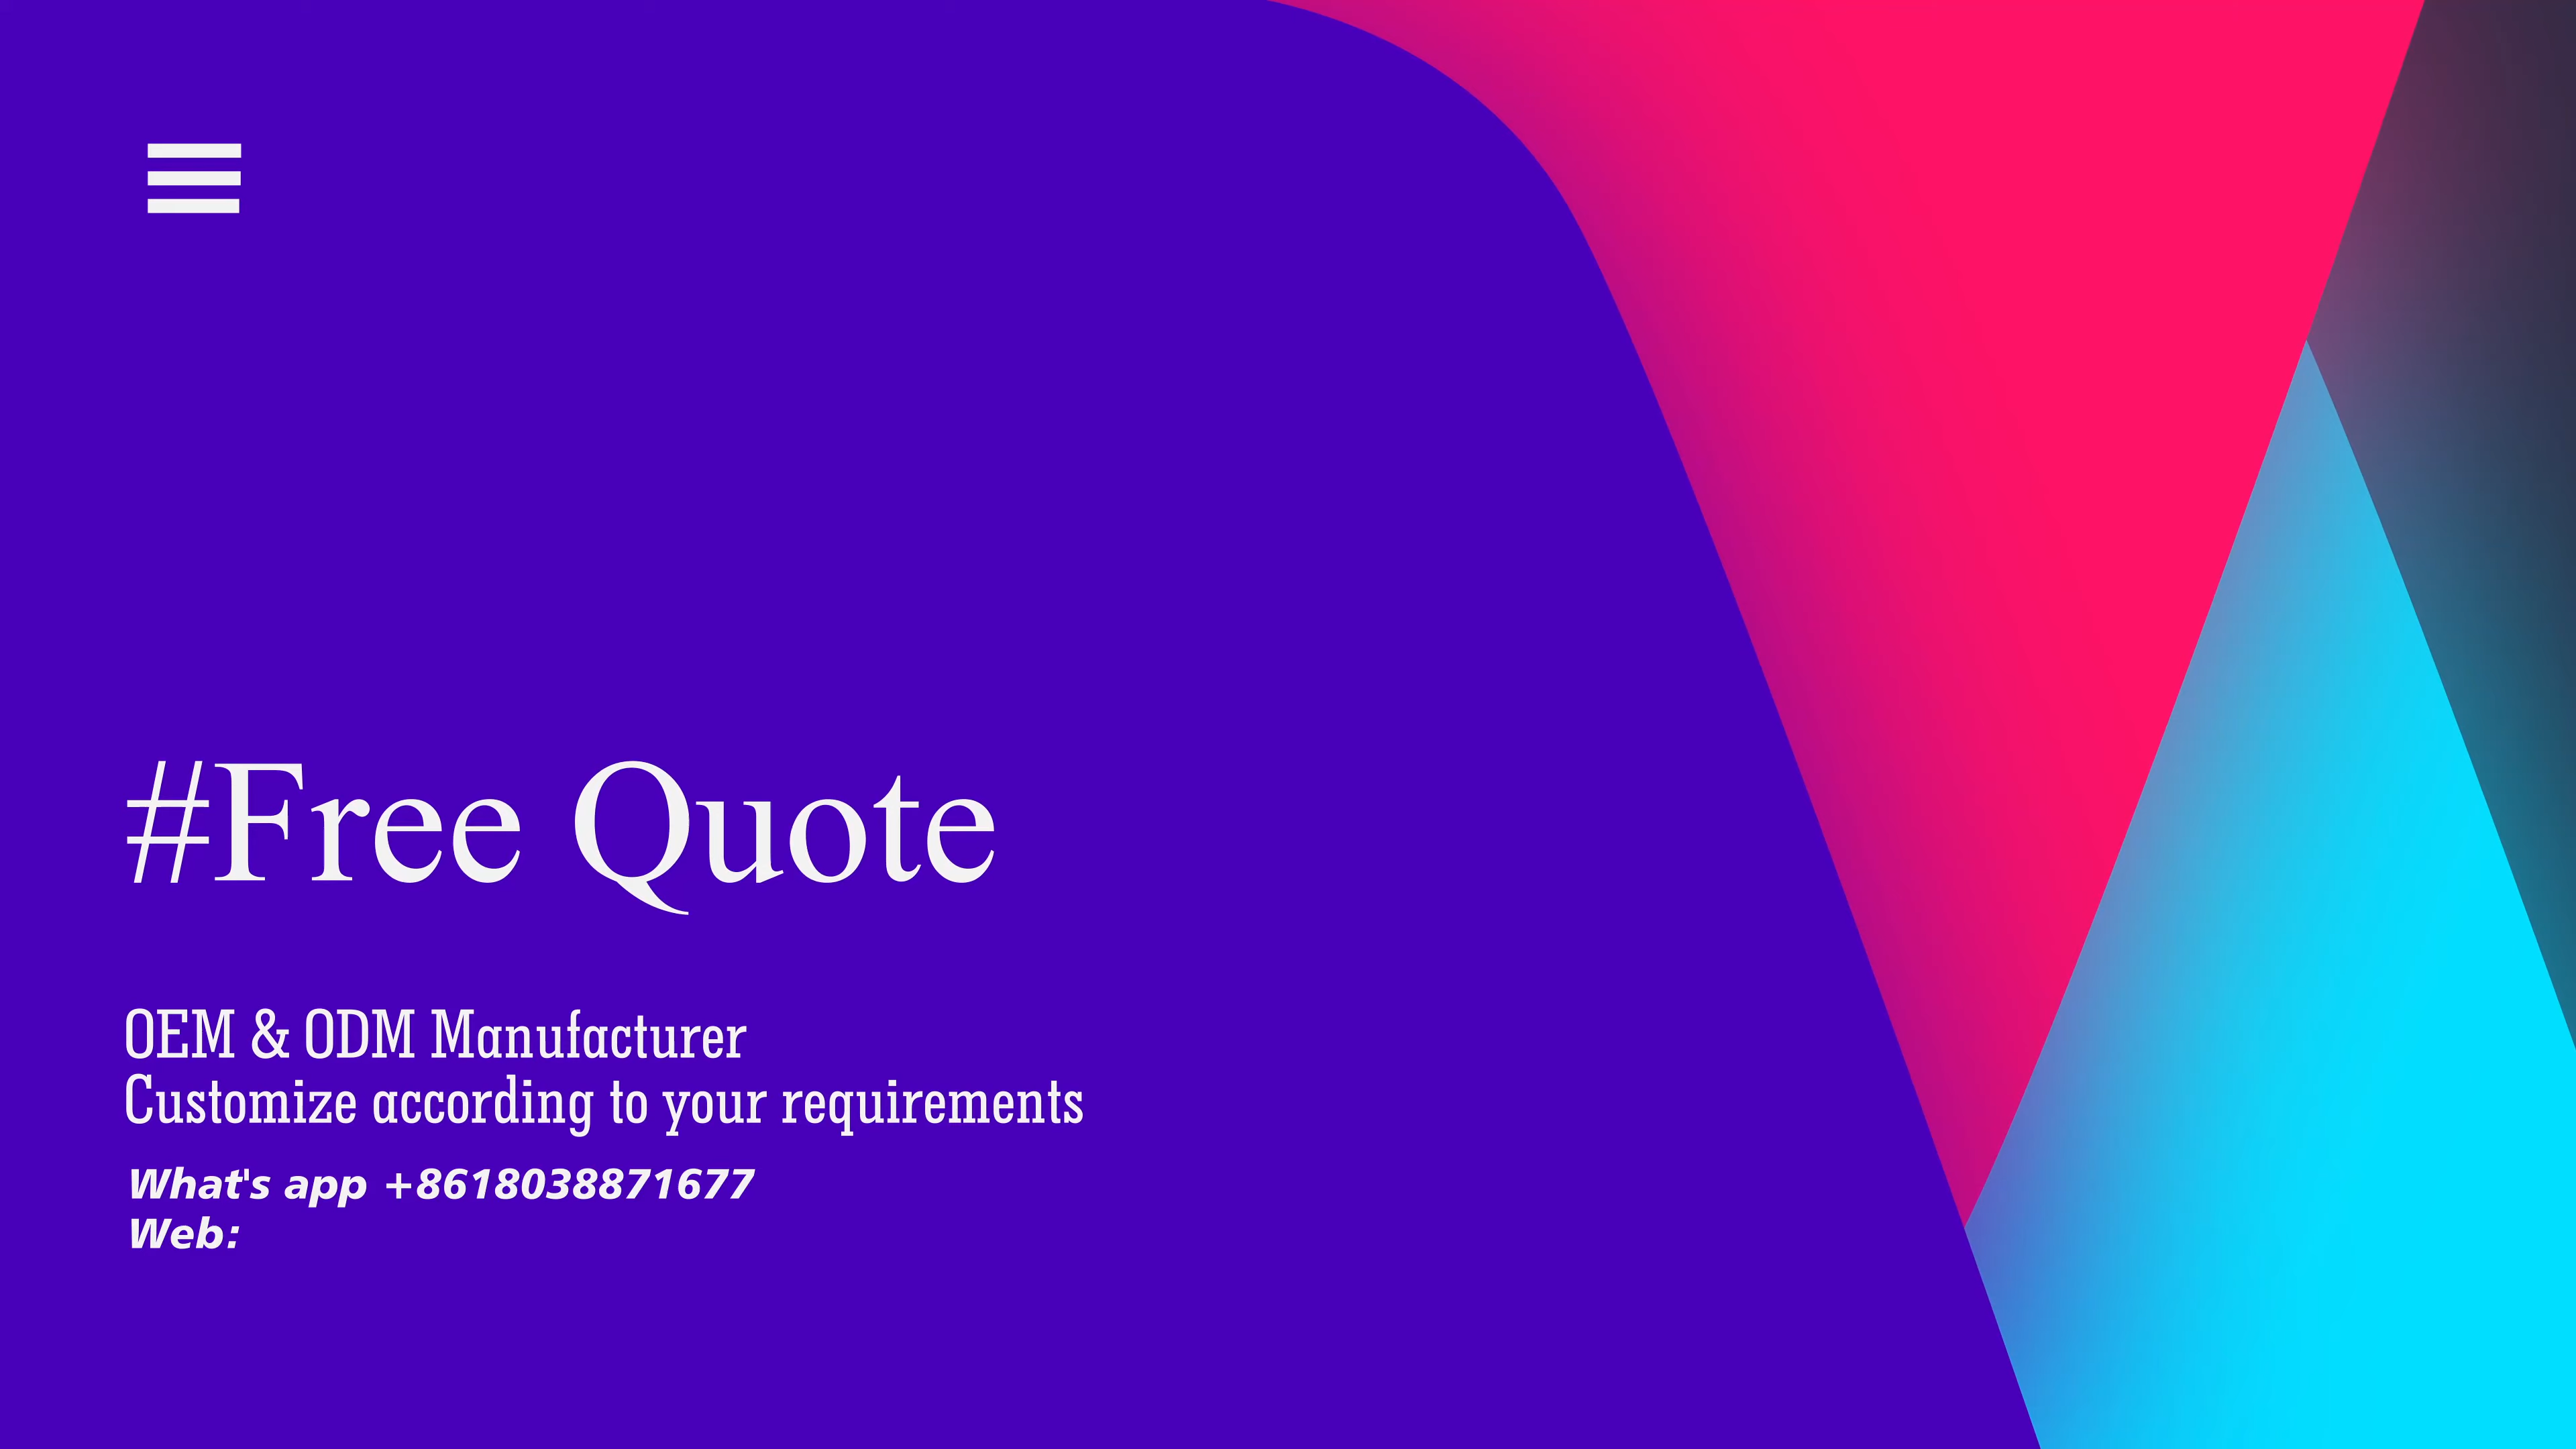 #Free Quote
OEM & ODM Manufacturer
Customize according to your requirements
What's app +8618038871677
Web: